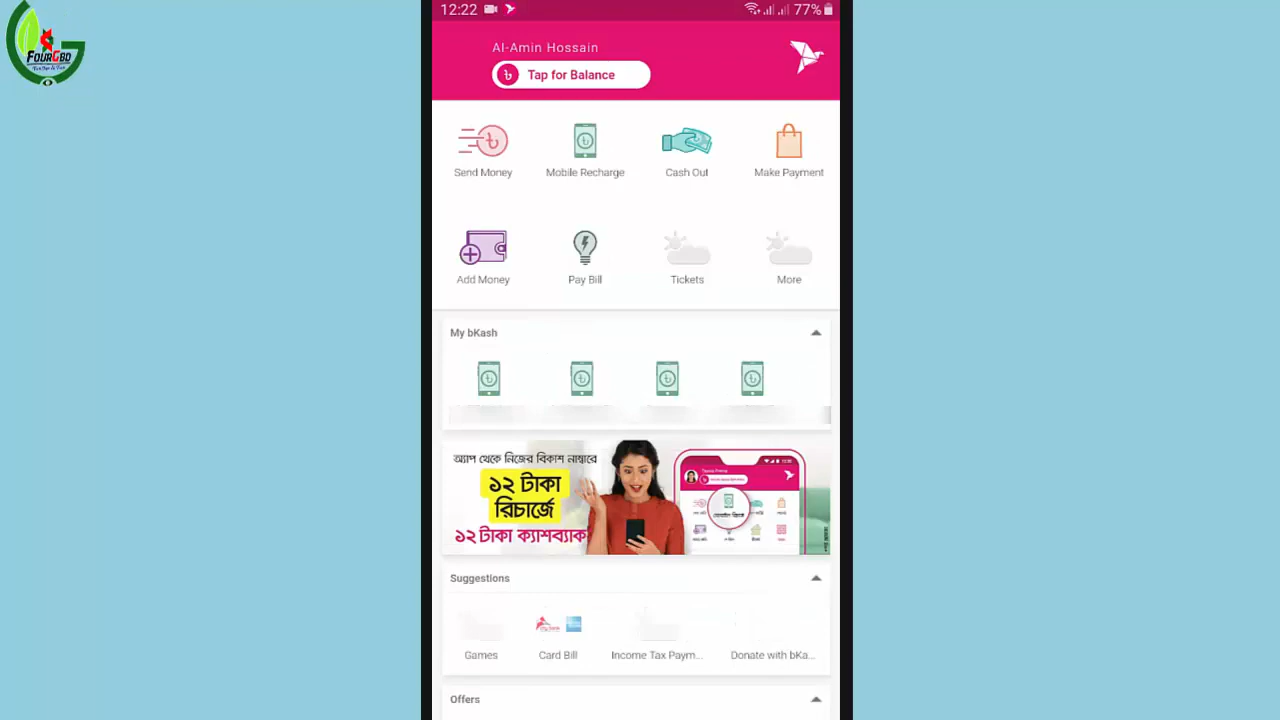 12:22
77%
FourGBD
Al-Amin Hossain
Tap for Balance
Send Money
Mobile Recharge
Cash Out
Make Payment
Add Money
Pay Bill
Tickets
More
My bKash
অ্যাপ থেকে নিজের বিকাশ নাম্বারে
১২ টাকা
রিচার্জে
১২ টাকা ক্যাশব্যাক
Suggestions
Games
Card Bill
Income Tax Paym...
Donate with bKa...
Offers